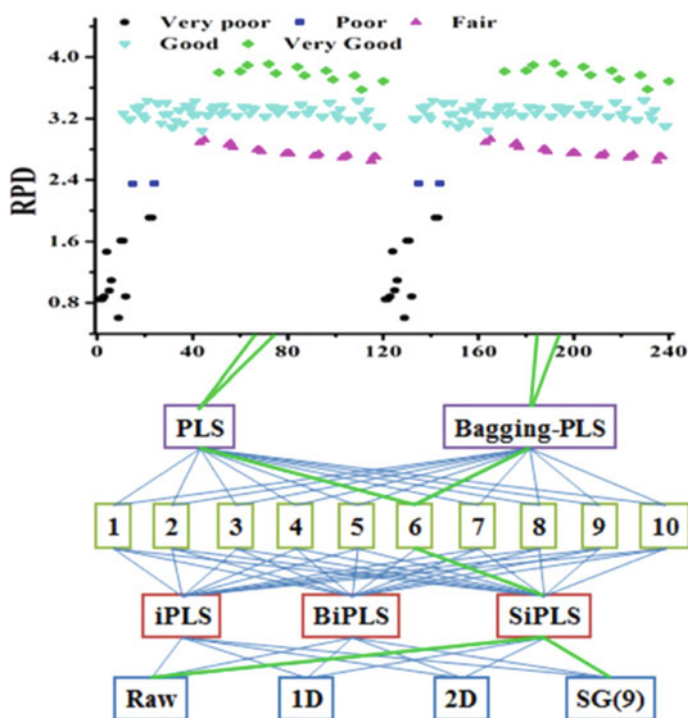 Very poor Poor Fair
Good Very Good
4.0
3.2
2.4
1.6
0.8
RPD
0 40 80 120 160 200 240
PLS Bagging-PLS
1 2 3 4 5 6 7 8 9 10
iPLS BiPLS SiPLS
Raw 1D 2D SG(9)